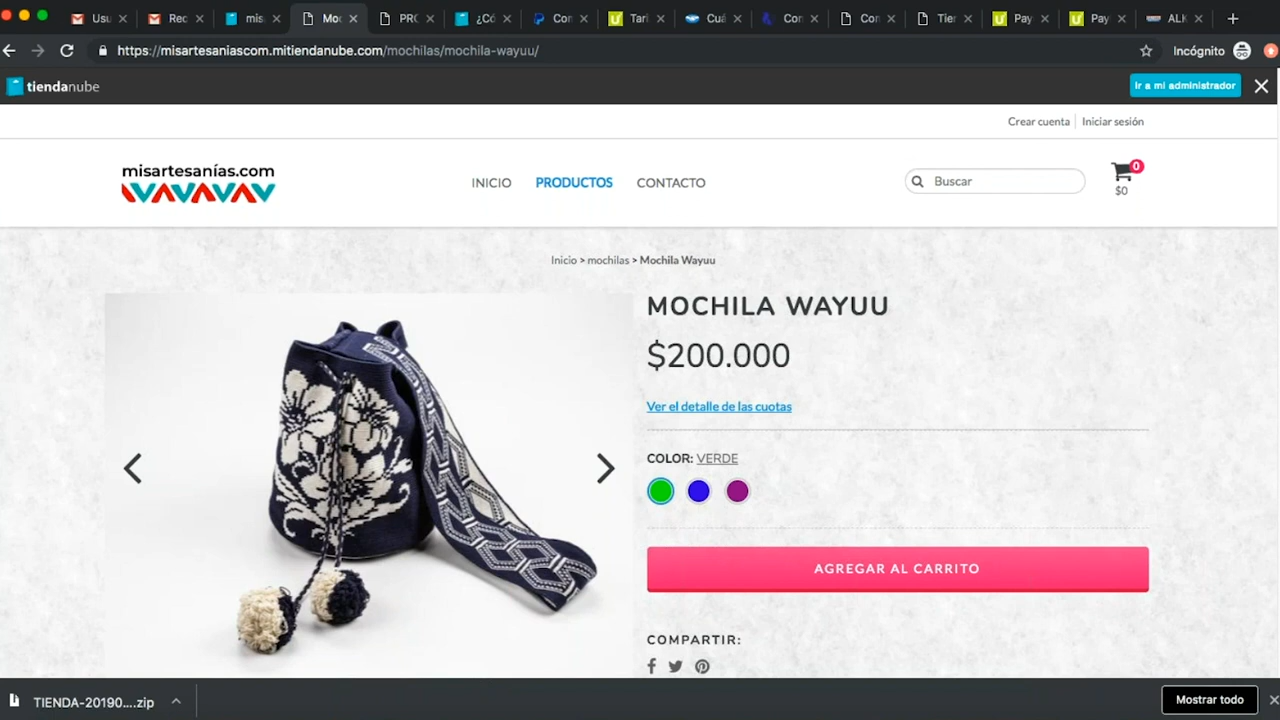 Usu
Rec
mis.
Moc
PRC
¿Có
Con
Tari
Cuá
Con
Con
Tier
Pay
Pay
ALK
https://misartesaniascom.mitiendanube.com/mochilas/mochila-wayuu/
Incógnito
tiendanube
Ir a mi administrador
Crear cuenta
Iniciar sesión
misartesanías.com
INICIO
PRODUCTOS
CONTACTO
Buscar
0
$0
Inicio > mochilas > Mochila Wayuu
MOCHILA WAYUU
$200.000
Ver el detalle de las cuotas
COLOR: VERDE
AGREGAR AL CARRITO
COMPARTIR:
TIENDA-20190....zip
Mostrar todo